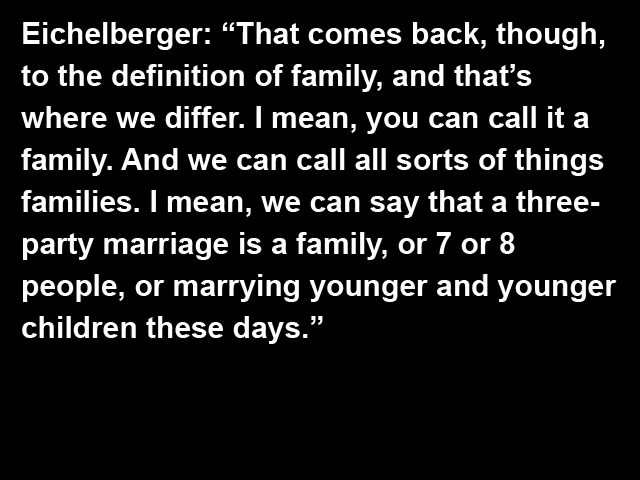 Eichelberger: “That comes back, though,
to the definition of family, and that’s
where we differ. I mean, you can call it a
family. And we can call all sorts of things
families. I mean, we can say that a three-
party marriage is a family, or 7 or 8
people, or marrying younger and younger
children these days.”